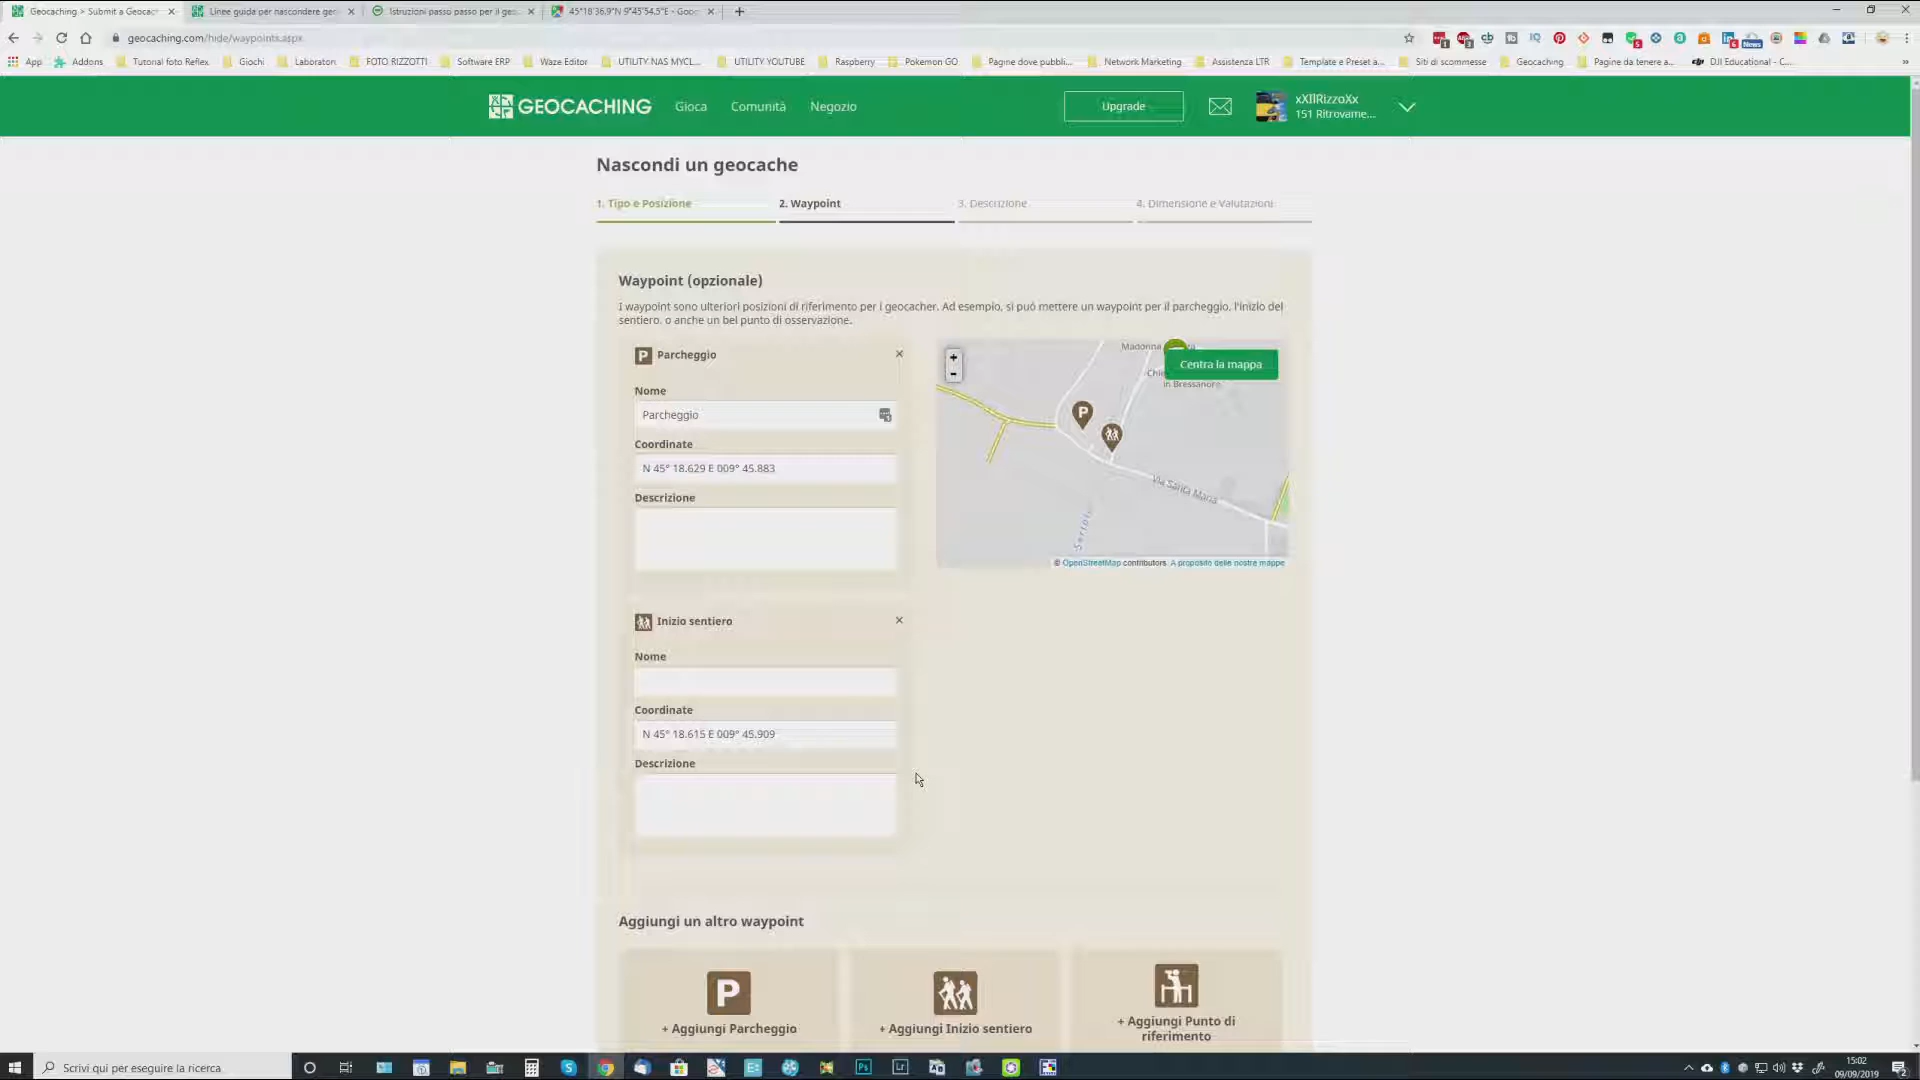 Geocaching > Submit a Geocac
Linee guida per nascondere ger
Istruzioni passo passo per il ge
45°18'36.9"N 9°45'54.5"E - Goo
geocaching.com/hide/waypoints.aspx
App
Addons
Tutorial foto Reflex
Giochi
Laboratori
FOTO RIZZOTTI
Software ERP
Waze Editor
UTILITY NAS MYCL...
UTILITY YOUTUBE
Raspberry
Pokemon GO
Pagine dove pubbli...
Network Marketing
Assistenza LTR
Template e Preset a...
Siti di scommesse
Geocaching
Pagine da tenere a...
DJI Educational - C...
GEOCACHING
Gioca
Comunità
Negozio
Upgrade
xXIlRizzoXx
151 Ritrovame...
Nascondi un geocache
1. Tipo e Posizione
2. Waypoint
3. Descrizione
4. Dimensione e Valutazioni
Waypoint (opzionale)
I waypoint sono ulteriori posizioni di riferimento per i geocacher. Ad esempio, si può mettere un waypoint per il parcheggio, l'inizio del
sentiero, o anche un bel punto di osservazione.
P Parcheggio
Nome
Parcheggio
Coordinate
N 45° 18.629 E 009° 45.883
Descrizione
Madonna
Centra la mappa
in Bressanoro
P
Via Santa Maria
© OpenStreetMap contributors. A proposito delle nostre mappe
Inizio sentiero
Nome
Coordinate
N 45° 18.615 E 009° 45.909
Descrizione
Aggiungi un altro waypoint
P
+ Aggiungi Parcheggio
+ Aggiungi Inizio sentiero
+ Aggiungi Punto di
riferimento
Scrivi qui per eseguire la ricerca
15:02
09/09/2019